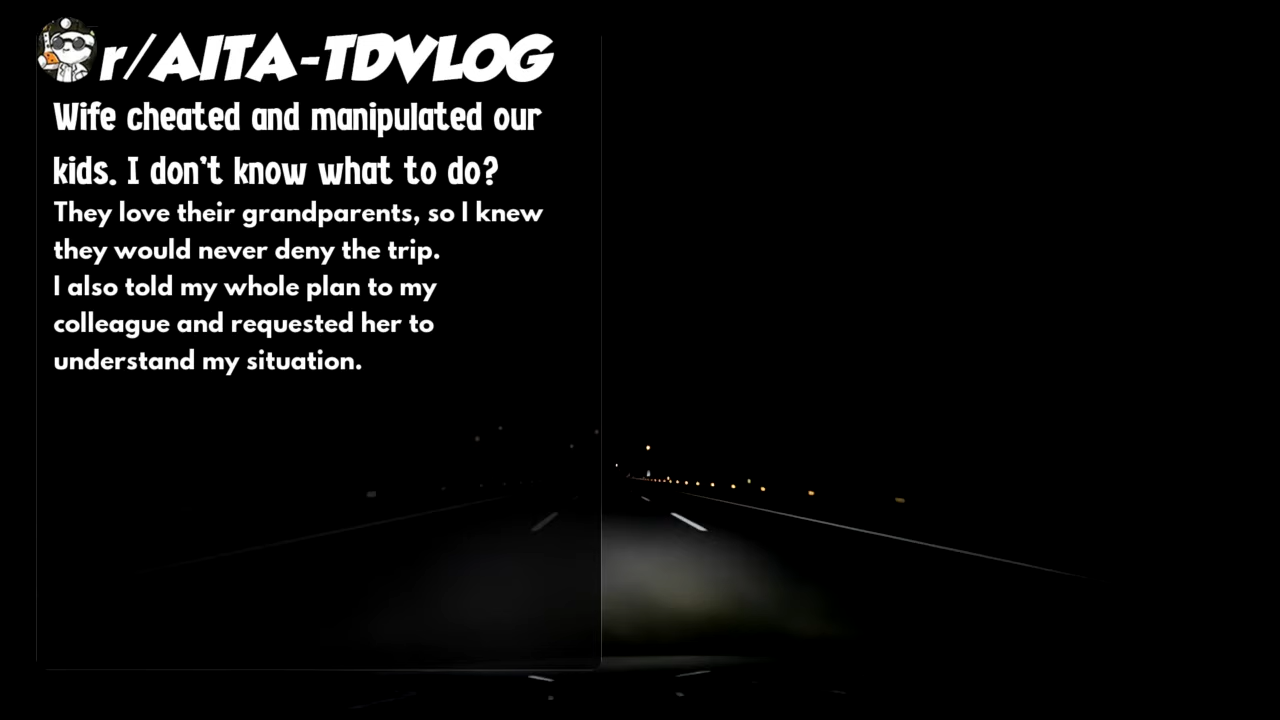 r/AITA-TDVLOG
Wife cheated and manipulated our
kids. I don't know what to do?
They love their grandparents, so I knew
they would never deny the trip.
I also told my whole plan to my
colleague and requested her to
understand my situation.